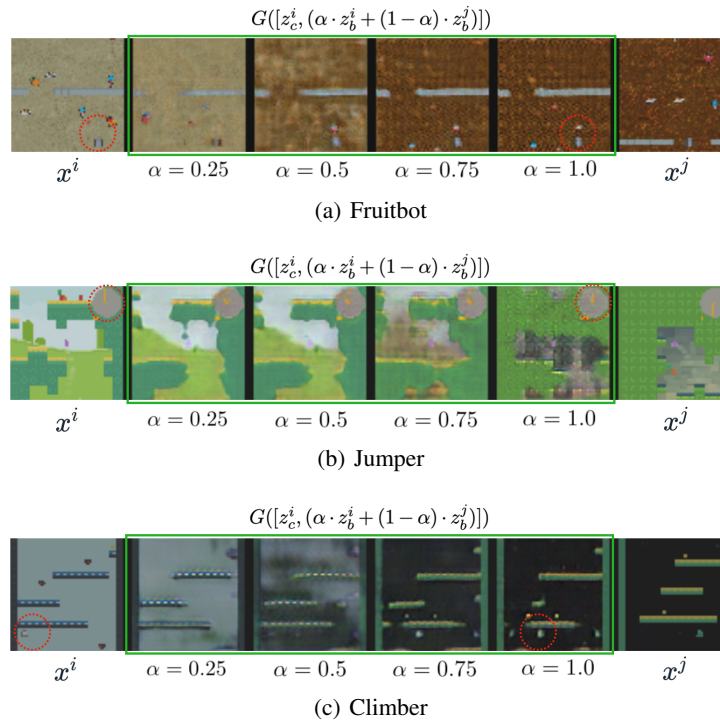 G([z_c^i, (α · z_b^i + (1 − α) · z_b^j)])
x^i α = 0.25 α = 0.5 α = 0.75 α = 1.0 x^j
(a) Fruitbot
G([z_c^i, (α · z_b^i + (1 − α) · z_b^j)])
x^i α = 0.25 α = 0.5 α = 0.75 α = 1.0 x^j
(b) Jumper
G([z_c^i, (α · z_b^i + (1 − α) · z_b^j)])
x^i α = 0.25 α = 0.5 α = 0.75 α = 1.0 x^j
(c) Climber